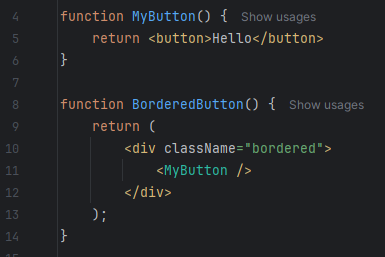 4 function MyButton() { Show usages
5     return <button>Hello</button>
6 }
7
8 function BorderedButton() { Show usages
9     return (
10         <div className="bordered">
11             <MyButton />
12         </div>
13     );
14 }